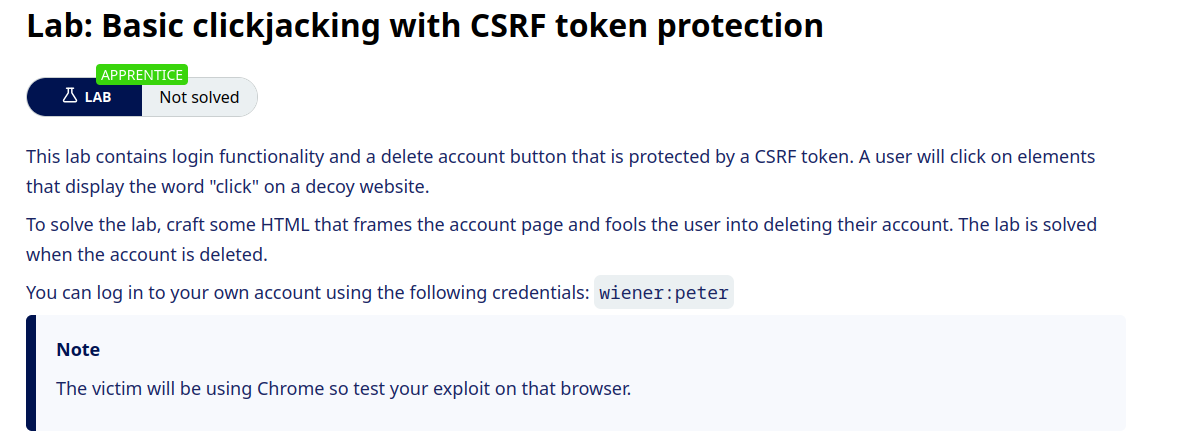 Lab: Basic clickjacking with CSRF token protection
APPRENTICE
LAB
Not solved
This lab contains login functionality and a delete account button that is protected by a CSRF token. A user will click on elements
that display the word "click" on a decoy website.
To solve the lab, craft some HTML that frames the account page and fools the user into deleting their account. The lab is solved
when the account is deleted.
You can log in to your own account using the following credentials: wiener:peter
Note
The victim will be using Chrome so test your exploit on that browser.